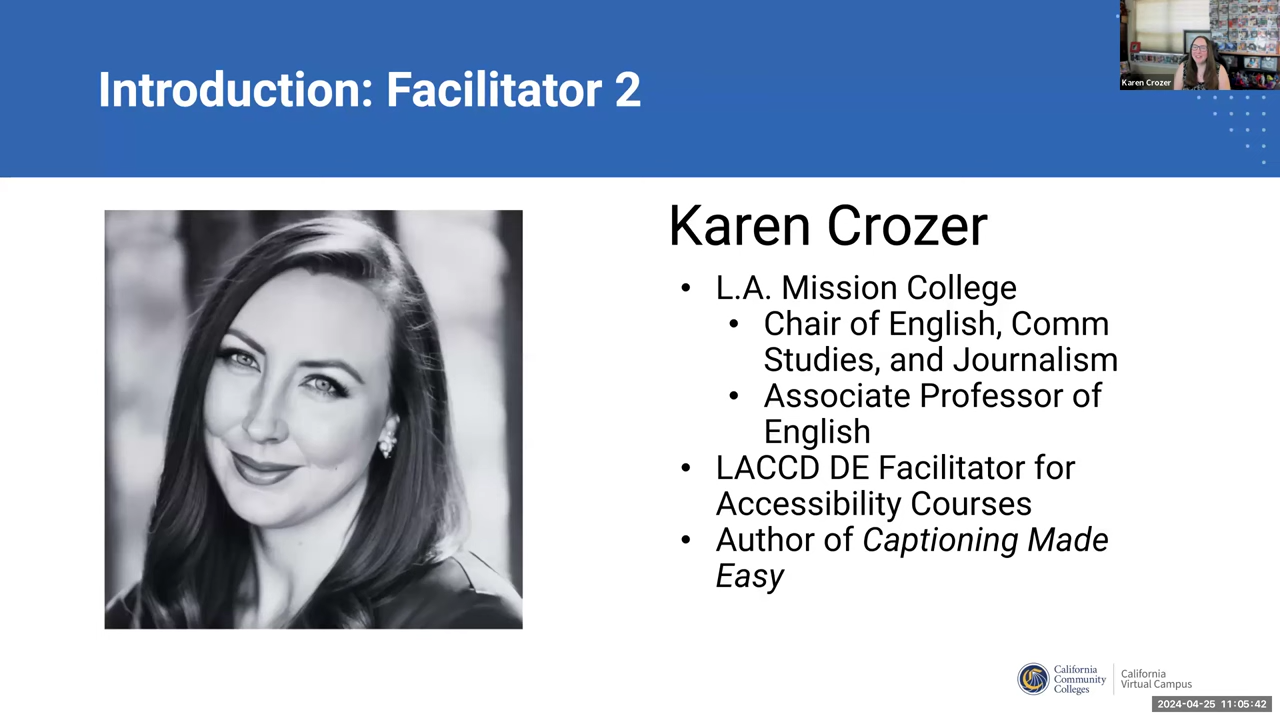 Karen Crozer
Introduction: Facilitator 2
Karen Crozer
• L.A. Mission College
• Chair of English, Comm
Studies, and Journalism
• Associate Professor of
English
• LACCD DE Facilitator for
Accessibility Courses
• Author of Captioning Made
Easy
California
Community
Colleges
California
Virtual Campus
2024-04-25 11:05:42